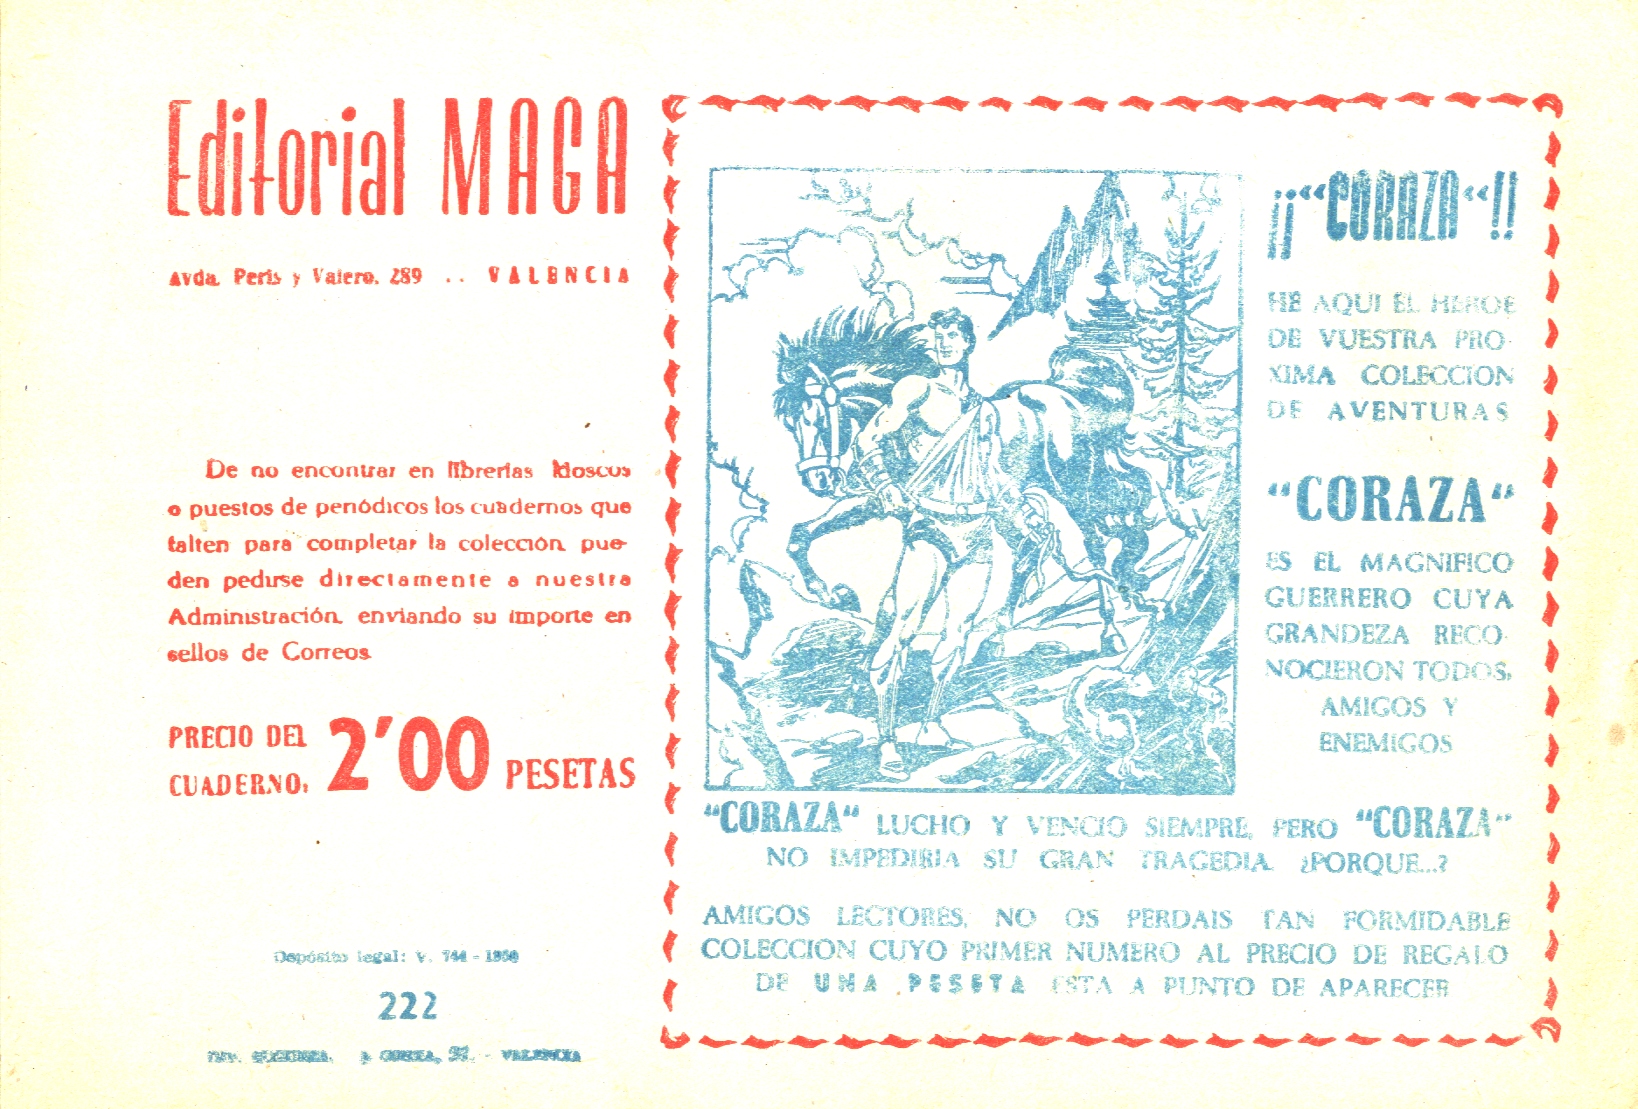 Editorial MAGA
Avda. Peris y Valero, 289 .. VALENCIA
De no encontrar en librerías kioscos
o puestos de periódicos los cuadernos que
falten para completar la colección pue-
den pedirse directamente a nuestra
Administración enviando su importe en
sellos de Correos
PRECIO DEL
CUADERNO: 2'00 PESETAS
Depósito legal: V. 744 - 1958
222
VALENCIA
¡¡"CORAZA"!!
HE AQUI EL HEROE
DE VUESTRA PRO-
XIMA COLECCION
DE AVENTURAS
"CORAZA"
ES EL MAGNIFICO
GUERRERO CUYA
GRANDEZA RECO-
NOCIERON TODOS,
AMIGOS Y
ENEMIGOS
"CORAZA" LUCHO Y VENCIO SIEMPRE, PERO "CORAZA"
NO IMPEDIRIA SU GRAN TRAGEDIA ¿PORQUE...?
AMIGOS LECTORES, NO OS PERDAIS TAN FORMIDABLE
COLECCION CUYO PRIMER NUMERO AL PRECIO DE REGALO
DE UNA PESETA ESTA A PUNTO DE APARECER